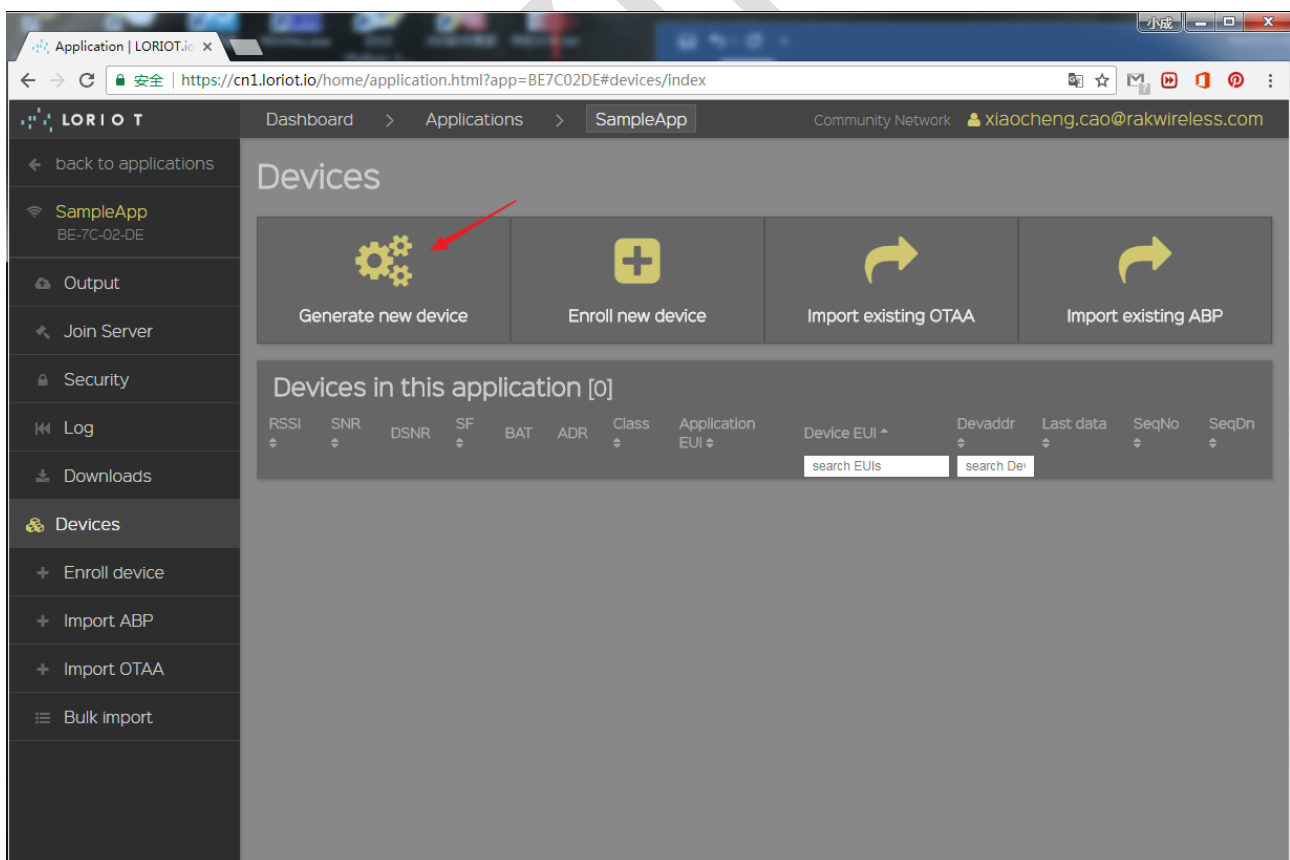 小成
Application | LORIOT.io
安全 | https://cn1.loriot.io/home/application.html?app=BE7C02DE#devices/index
LORIOT
Dashboard > Applications > SampleApp
Community Network xiaocheng.cao@rakwireless.com
back to applications
SampleApp
BE-7C-02-DE
Output
Join Server
Security
Log
Downloads
Devices
Enroll device
Import ABP
Import OTAA
Bulk import
Devices
Generate new device
Enroll new device
Import existing OTAA
Import existing ABP
Devices in this application [0]
RSSI SNR DSNR SF BAT ADR Class Application EUI Device EUI Devaddr Last data SeqNo SeqDn
search EUIs search Dev